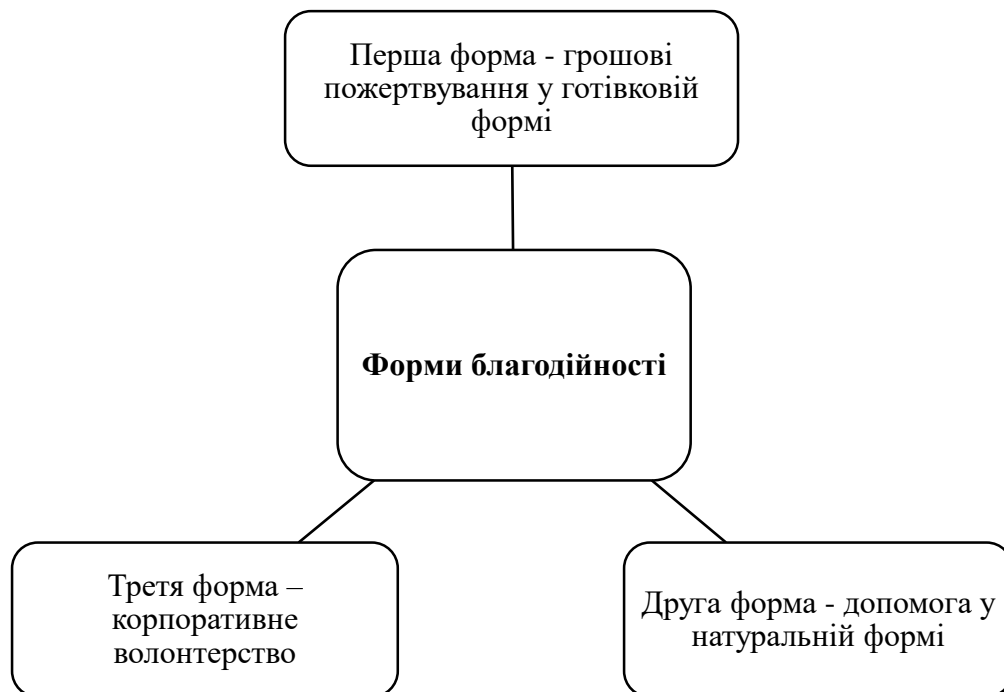 Перша форма - грошові
пожертвування у готівковій
формі
Форми благодійності
Третя форма –
корпоративне
волонтерство
Друга форма - допомога у
натуральній формі